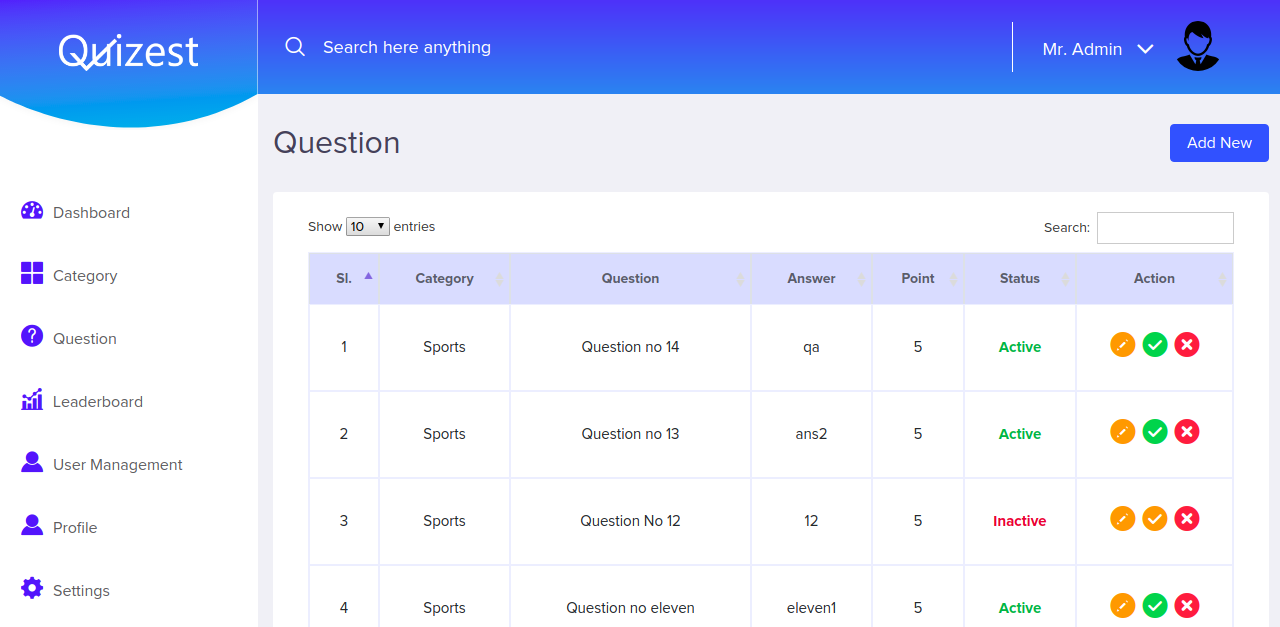 Quizest
Search here anything
Mr. Admin
Question
Add New
Dashboard
Category
Question
Leaderboard
User Management
Profile
Settings
Show 10 entries
Search:
Sl. Category Question Answer Point Status Action
1 Sports Question no 14 qa 5 Active
2 Sports Question no 13 ans2 5 Active
3 Sports Question No 12 12 5 Inactive
4 Sports Question no eleven eleven1 5 Active